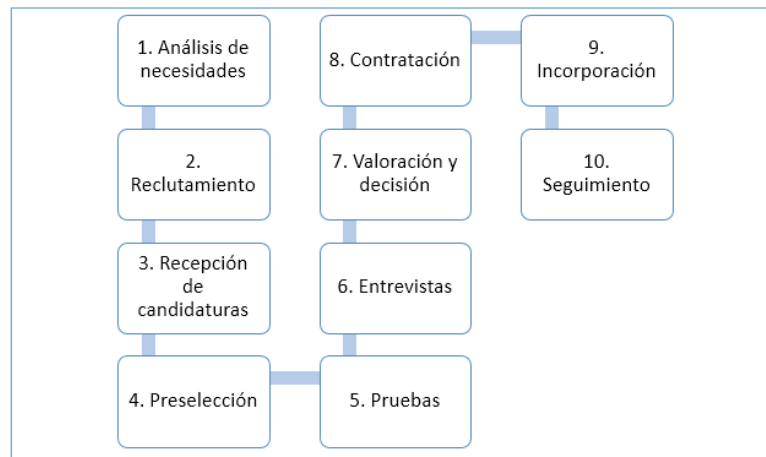 1. Análisis de
necesidades
2.
Reclutamiento
3. Recepción
de
candidaturas
4. Preselección
5. Pruebas
6. Entrevistas
7. Valoración y
decisión
8. Contratación
9.
Incorporación
10.
Seguimiento